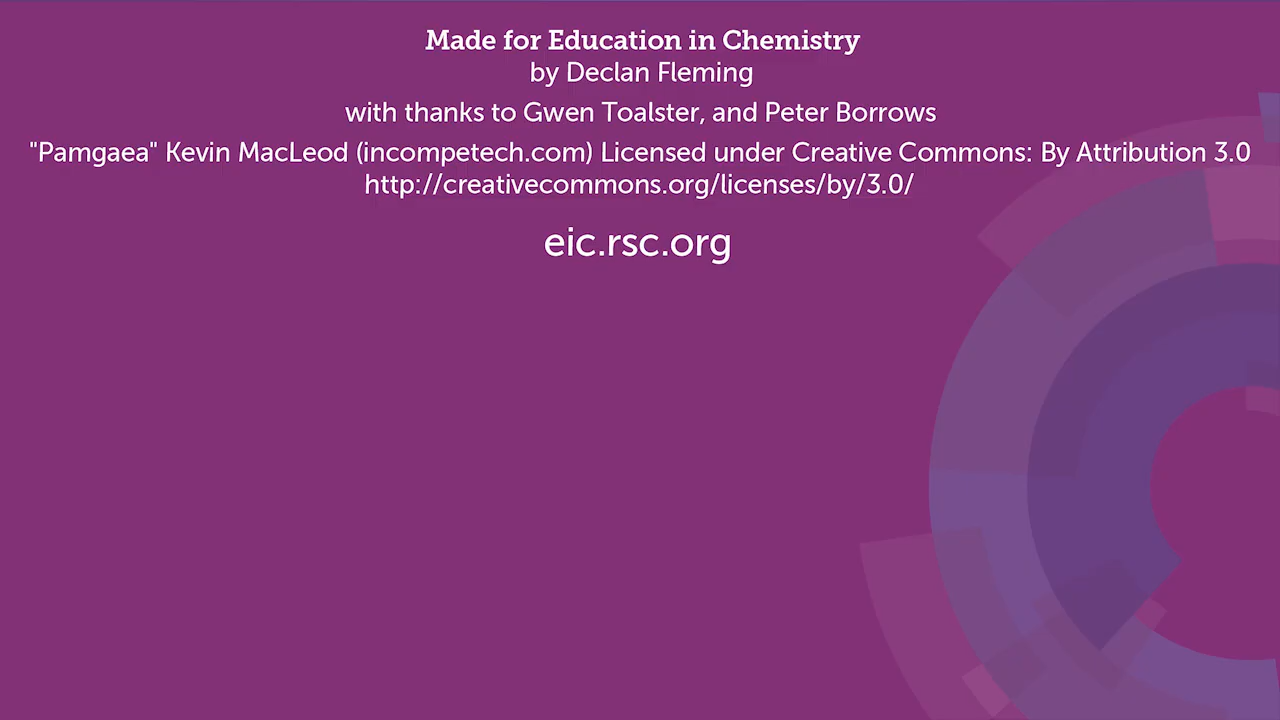 Made for Education in Chemistry
by Declan Fleming
with thanks to Gwen Toalster, and Peter Borrows
"Pamgaea" Kevin MacLeod (incompetech.com) Licensed under Creative Commons: By Attribution 3.0
http://creativecommons.org/licenses/by/3.0/
eic.rsc.org